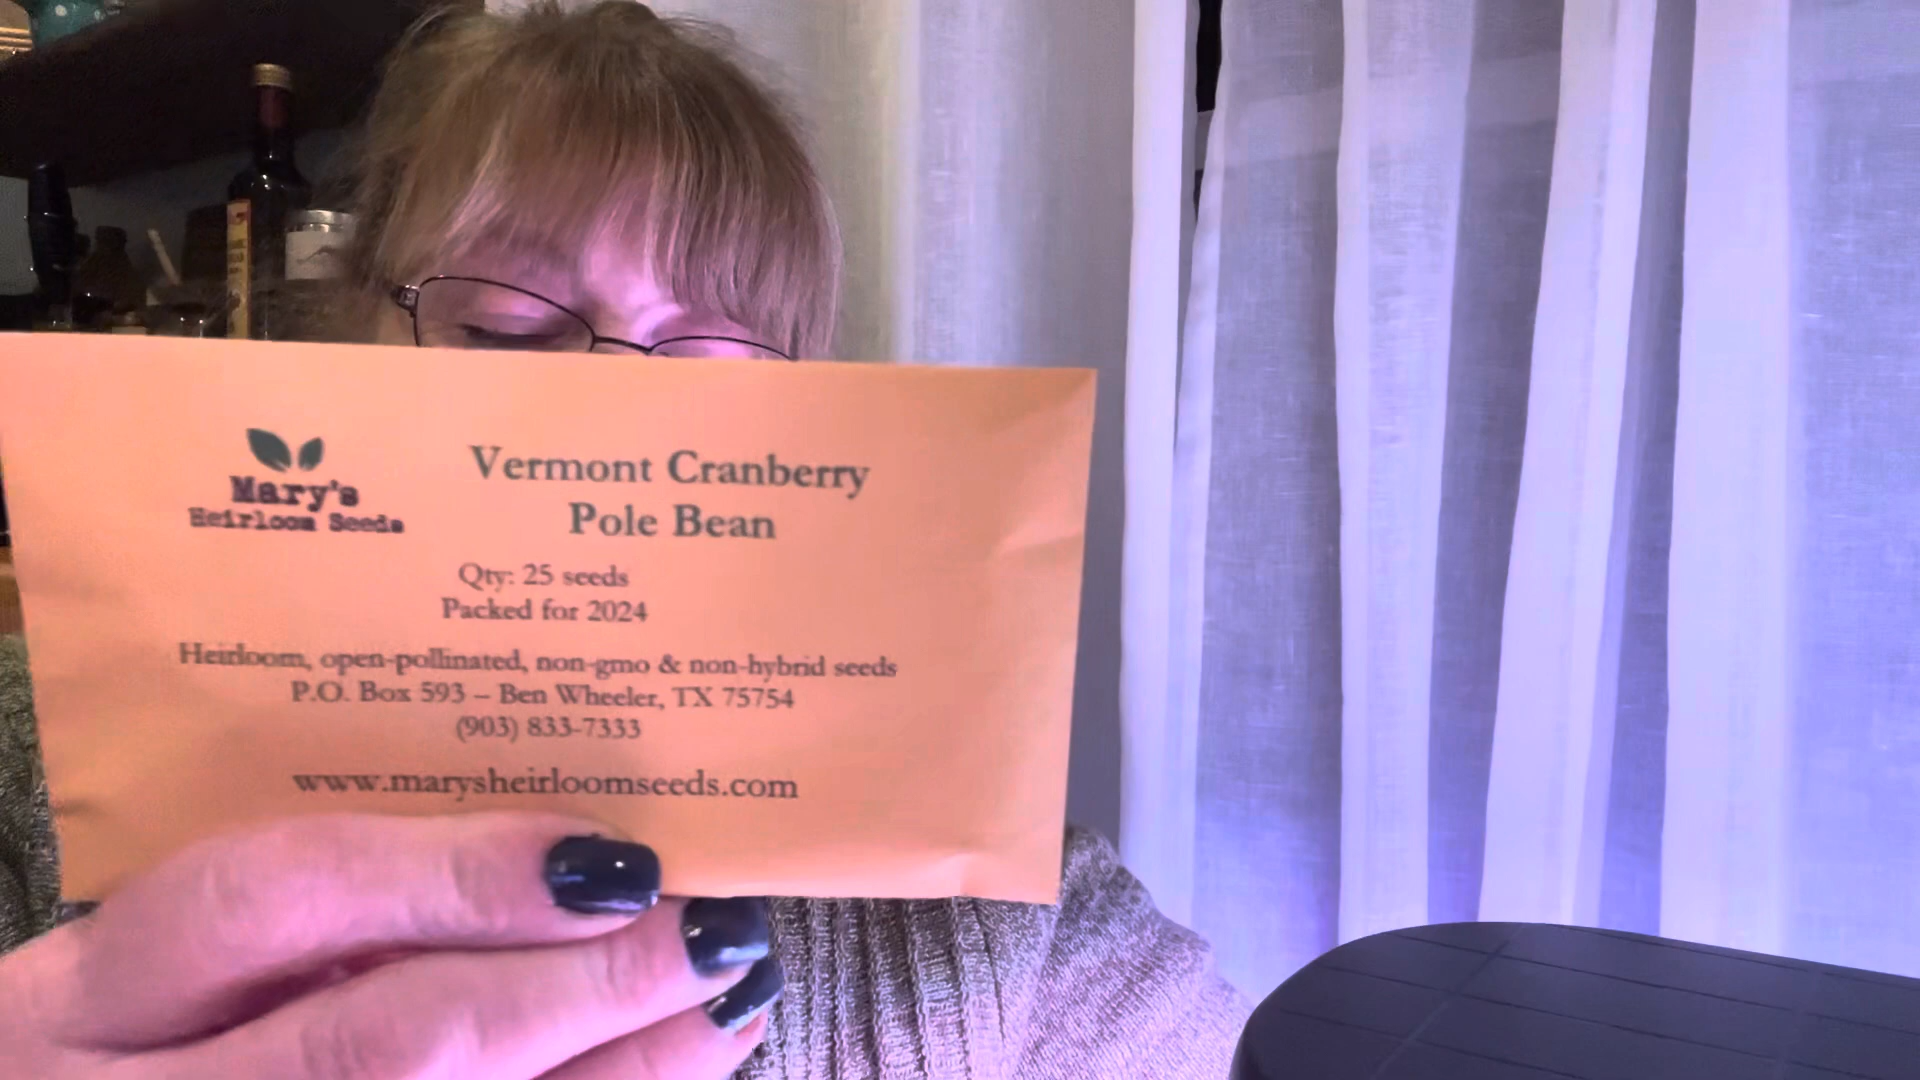 Mary's
Heirloom Seeds
Vermont Cranberry
Pole Bean
Qty: 25 seeds
Packed for 2024
Heirloom, open-pollinated, non-gmo & non-hybrid seeds
P.O. Box 593 – Ben Wheeler, TX 75754
(903) 833-7333
www.marysheirloomseeds.com